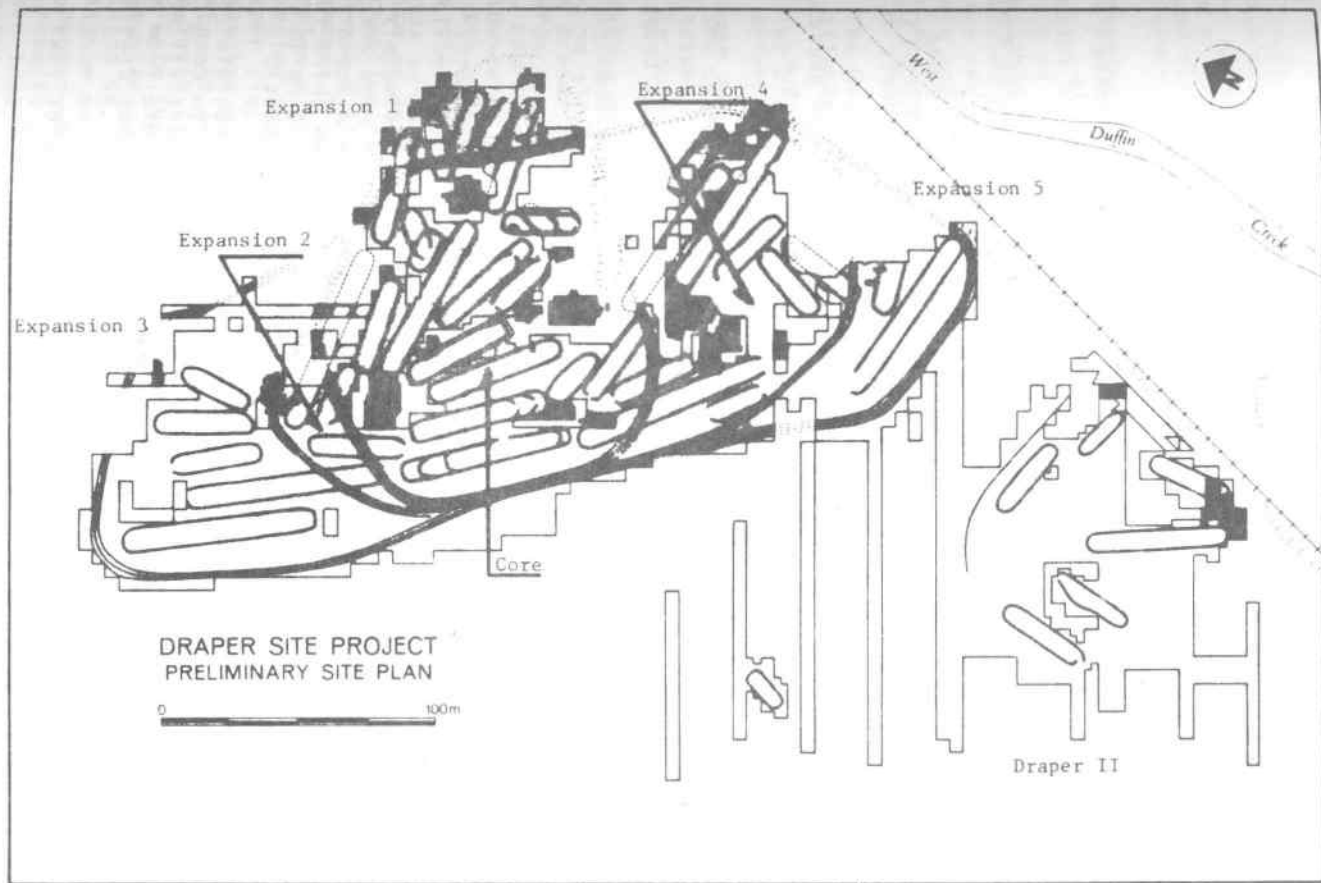 Expansion 1
Expansion 4
West
Duffin
Creek
N
Expansion 5
Expansion 2
Expansion 3
Core
DRAPER SITE PROJECT
PRELIMINARY SITE PLAN
0 100m
Draper II